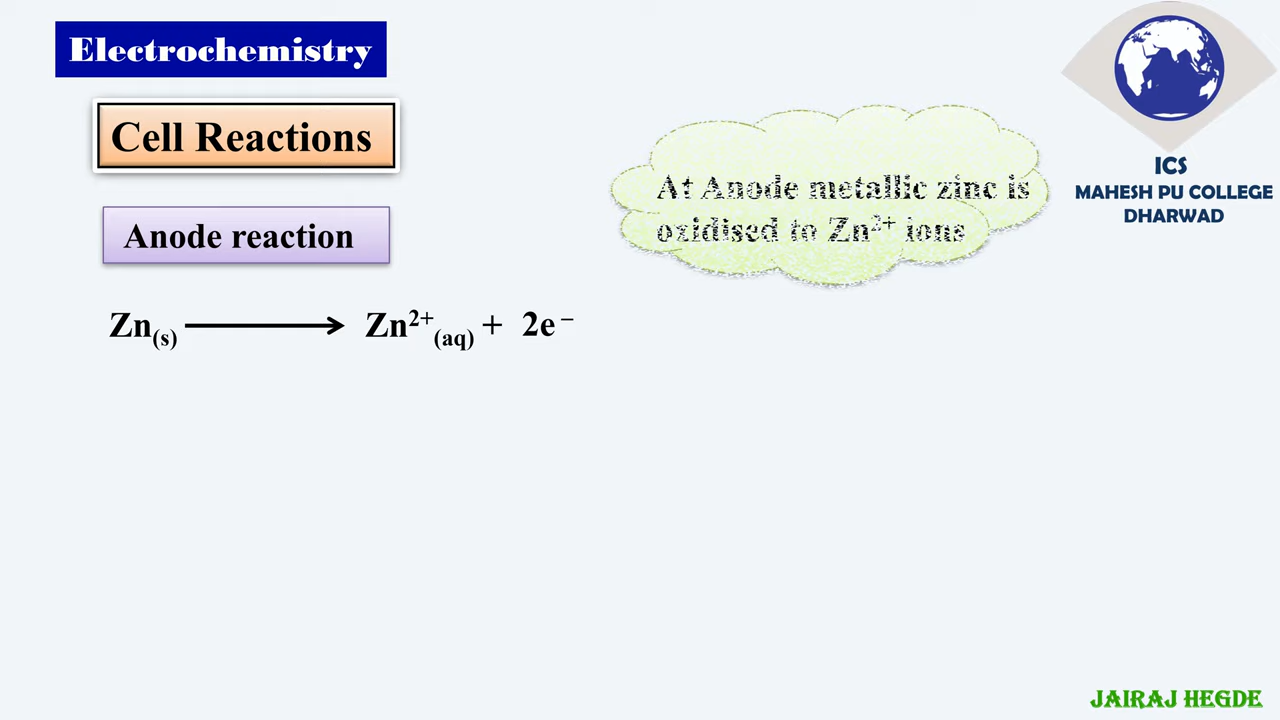 Electrochemistry
Cell Reactions
Anode reaction
At Anode metallic zinc is
oxidised to Zn²⁺ ions
Zn(s) ⟶ Zn²⁺(aq) + 2e⁻
ICS
MAHESH PU COLLEGE
DHARWAD
JAIRAJ HEGDE